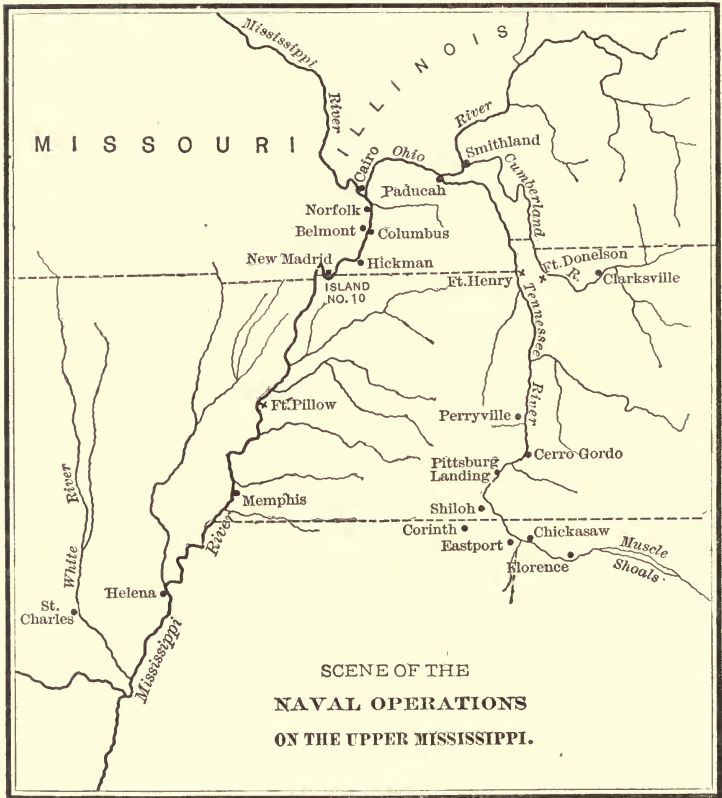 Mississippi
River
ILLINOIS
MISSOURI
Cairo
Ohio
River
Smithland
Paducah
Cumberland
Norfolk
Belmont
Columbus
New Madrid
Hickman
ISLAND
NO. 10
Ft. Henry
Ft. Donelson
R.
Clarksville
Tennessee
River
Ft. Pillow
Perryville
Cerro Gordo
Pittsburg
Landing
Memphis
Shiloh
Corinth
Eastport
Chickasaw
Florence
Muscle
Shoals
White River
River
Helena
St.
Charles
Mississippi
SCENE OF THE
NAVAL OPERATIONS
ON THE UPPER MISSISSIPPI.